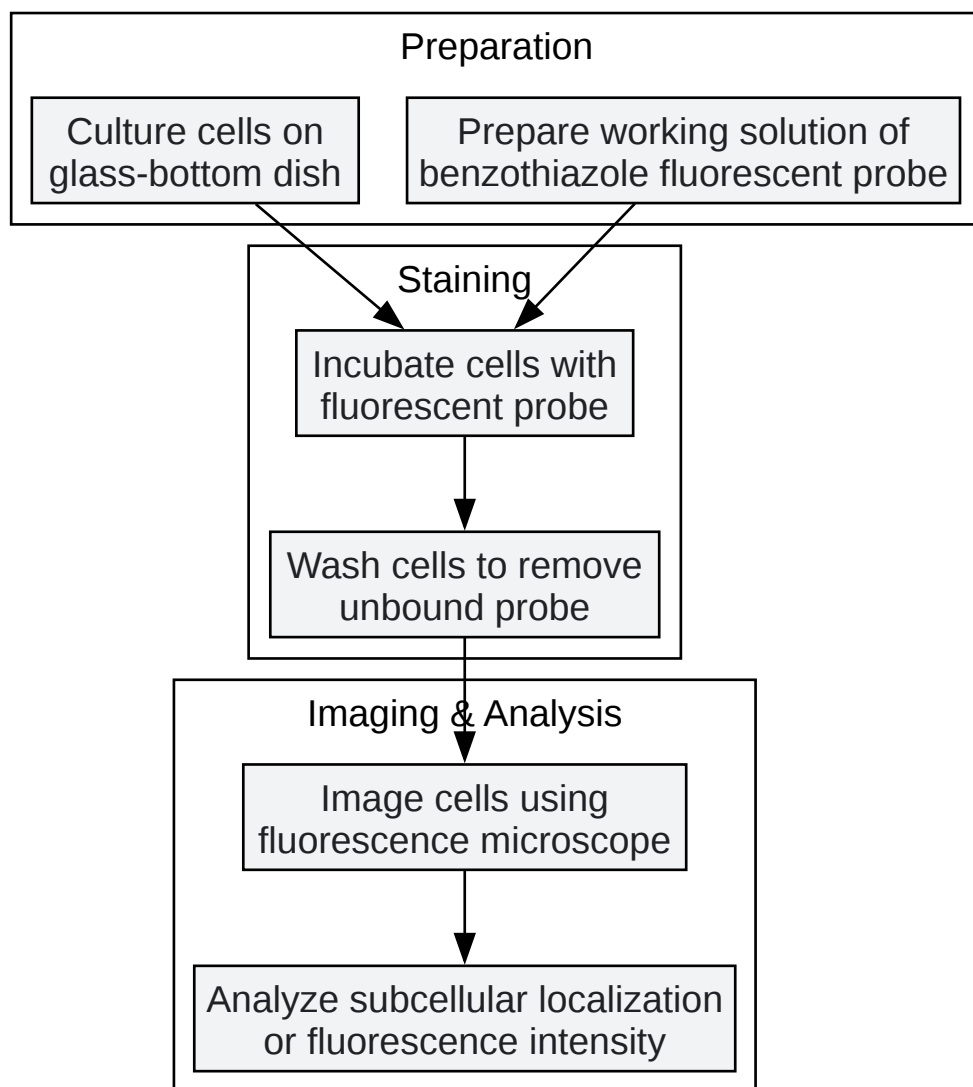 Preparation
Culture cells on
glass-bottom dish
Prepare working solution of
benzothiazole fluorescent probe
Staining
Incubate cells with
fluorescent probe
Wash cells to remove
unbound probe
Imaging & Analysis
Image cells using
fluorescence microscope
Analyze subcellular localization
or fluorescence intensity